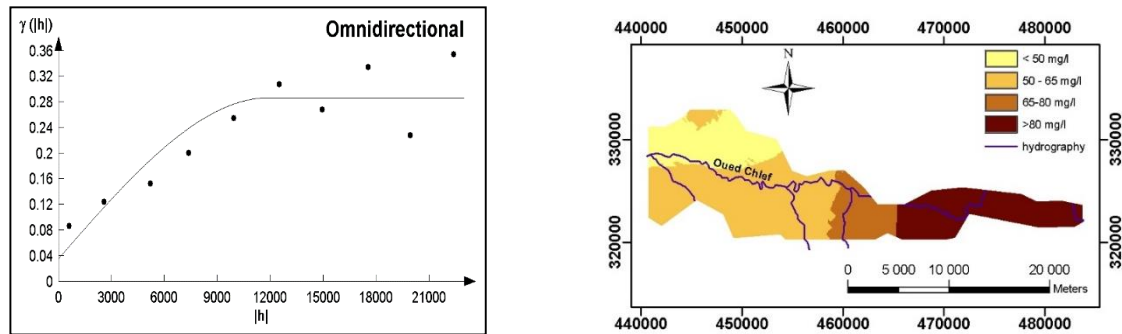 γ (|h|)
Omnidirectional
0.36
0.32
0.28
0.24
0.20
0.16
0.12
0.08
0.04
0
0 3000 6000 9000 12000 15000 18000 21000
|h|
440000 450000 460000 470000 480000
N
< 50 mg/l
50 - 65 mg/l
65-80 mg/l
>80 mg/l
hydrography
330000 330000
Oued Chlef
320000 320000
0 5 000 10 000 20 000
Meters
440000 450000 460000 470000 480000